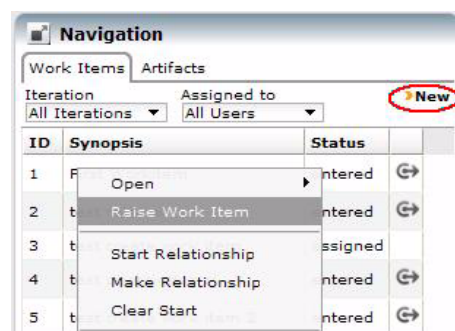 Navigation
Work Items Artifacts
Iteration Assigned to
All Iterations All Users New
ID Synopsis Status
1 F ntered
Open
2 t ntered
Raise Work Item
3 t ssigned
Start Relationship
4 t ntered
Make Relationship
Clear Start
5 t ntered